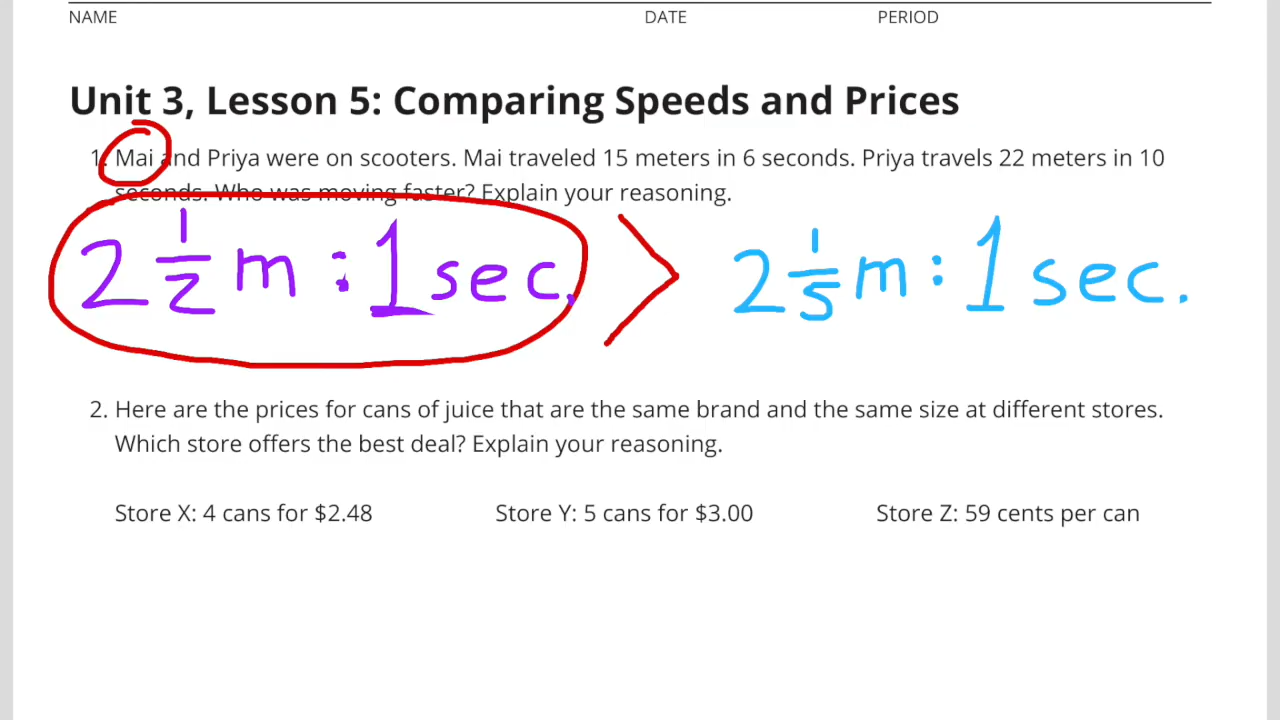 NAME DATE PERIOD
Unit 3, Lesson 5: Comparing Speeds and Prices
1. Mai and Priya were on scooters. Mai traveled 15 meters in 6 seconds. Priya travels 22 meters in 10
seconds. Who was moving faster? Explain your reasoning.
2 1/2 m : 1 sec. > 2 1/5 m : 1 sec.
2. Here are the prices for cans of juice that are the same brand and the same size at different stores.
Which store offers the best deal? Explain your reasoning.
Store X: 4 cans for $2.48 Store Y: 5 cans for $3.00 Store Z: 59 cents per can